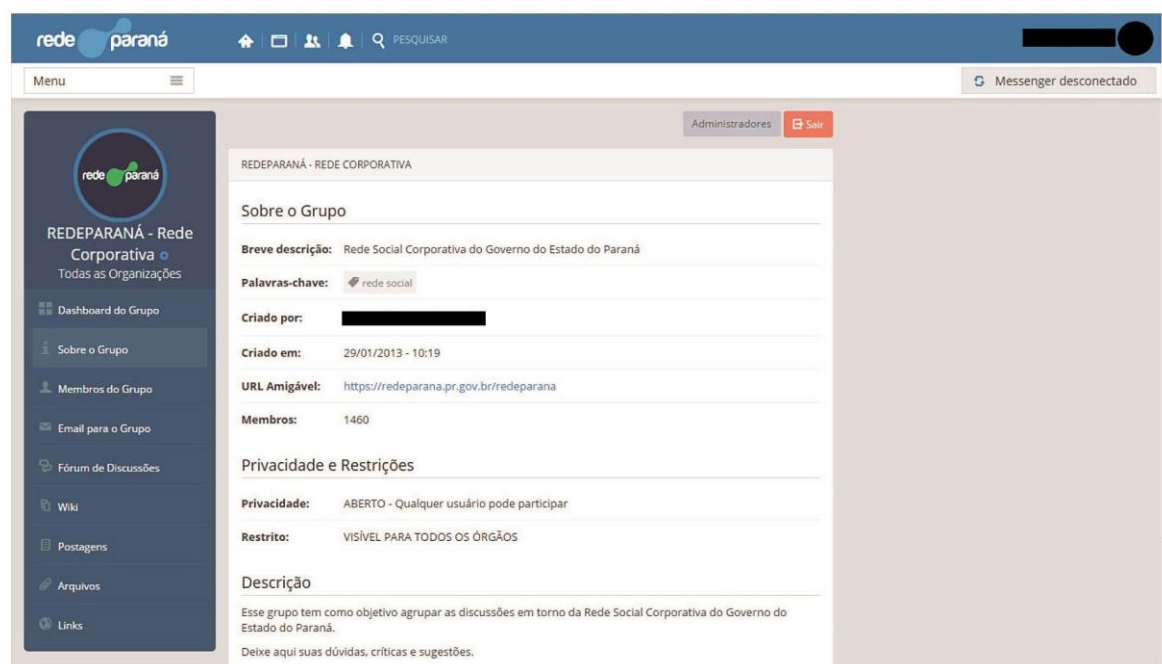 rede paraná
PESQUISAR
Menu
Messenger desconectado
Administradores
Sair
rede paraná
REDEPARANÁ - Rede
Corporativa
Todas as Organizações
Dashboard do Grupo
Sobre o Grupo
Membros do Grupo
Email para o Grupo
Fórum de Discussões
Wiki
Postagens
Arquivos
Links
REDEPARANÁ - REDE CORPORATIVA
Sobre o Grupo
Breve descrição: Rede Social Corporativa do Governo do Estado do Paraná
Palavras-chave: rede social
Criado por:
Criado em: 29/01/2013 - 10:19
URL Amigável: https://redeparana.pr.gov.br/redeparana
Membros: 1460
Privacidade e Restrições
Privacidade: ABERTO - Qualquer usuário pode participar
Restrito: VISÍVEL PARA TODOS OS ÓRGÃOS
Descrição
Esse grupo tem como objetivo agrupar as discussões em torno da Rede Social Corporativa do Governo do
Estado do Paraná.
Deixe aqui suas dúvidas, críticas e sugestões.